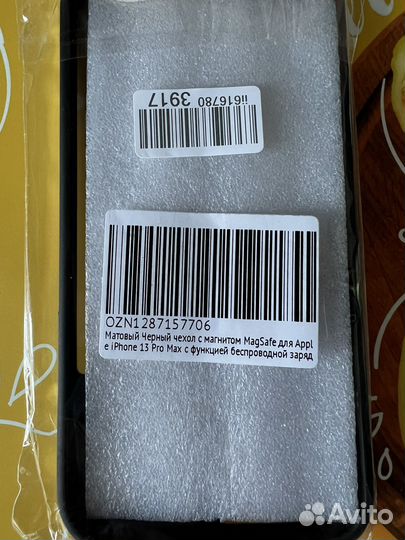 ii616780 3917
OZN1287157706
Матовый Черный чехол с магнитом MagSafe для Appl
e iPhone 13 Pro Max с функцией беспроводной заряд
Avito